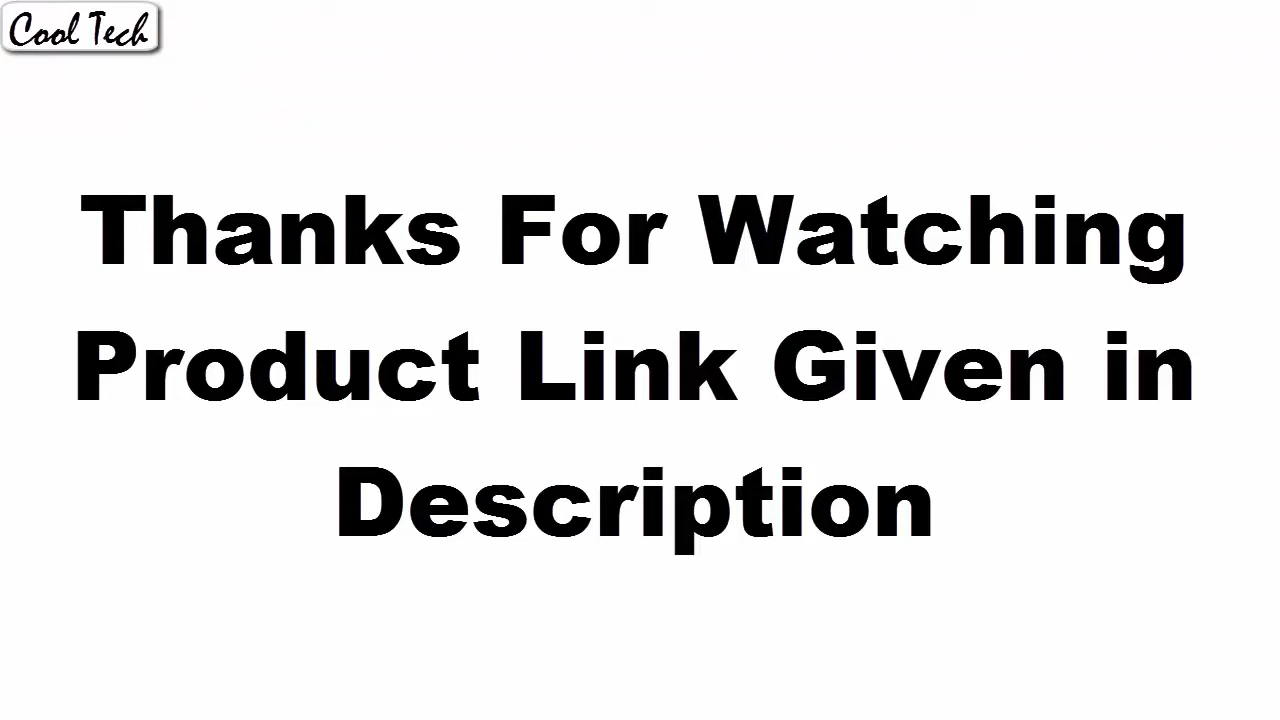 Cool Tech
Thanks For Watching
Product Link Given in
Description